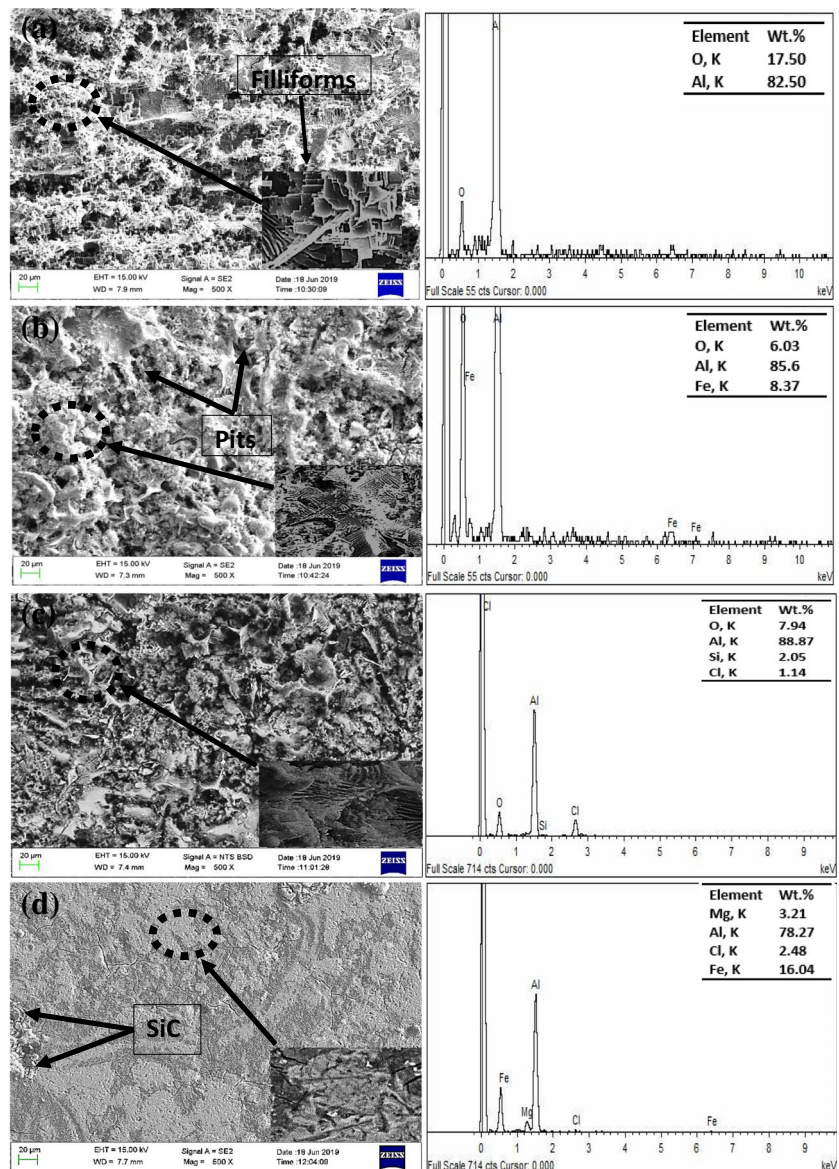 (a)
Filliforms
20 µm
EHT = 15.00 kV
Signal A = SE2
Date :18 Jun 2019
WD = 7.9 mm
Mag = 500 X
Time :10:30:09
ZEISS
Element Wt.%
O, K 17.50
Al, K 82.50
O
Al
0 1 2 3 4 5 6 7 8 9 10
Full Scale 55 cts Cursor: 0.000
keV
(b)
Pits
20 µm
EHT = 15.00 kV
Signal A = SE2
Date :18 Jun 2019
WD = 7.3 mm
Mag = 500 X
Time :10:42:24
ZEISS
Element Wt.%
O, K 6.03
Al, K 85.6
Fe, K 8.37
O
Al
Fe
Fe
Fe
0 1 2 3 4 5 6 7 8 9 10
Full Scale 55 cts Cursor: 0.000
keV
(c)
20 µm
EHT = 15.00 kV
Signal A = NTS BSD
Date :18 Jun 2019
WD = 7.4 mm
Mag = 500 X
Time :11:01:28
ZEISS
Element Wt.%
O, K 7.94
Al, K 88.87
Si, K 2.05
Cl, K 1.14
Cl
Al
O
Si
Cl
0 1 2 3 4 5 6 7 8 9
Full Scale 714 cts Cursor: 0.000
keV
(d)
SiC
20 µm
EHT = 15.00 kV
Signal A = SE2
Date :18 Jun 2019
WD = 7.7 mm
Mag = 500 X
Time :12:04:09
ZEISS
Element Wt.%
Mg, K 3.21
Al, K 78.27
Cl, K 2.48
Fe, K 16.04
Al
Fe
Mg
Cl
Fe
0 1 2 3 4 5 6 7 8 9
Full Scale 714 cts Cursor: 0.000
keV